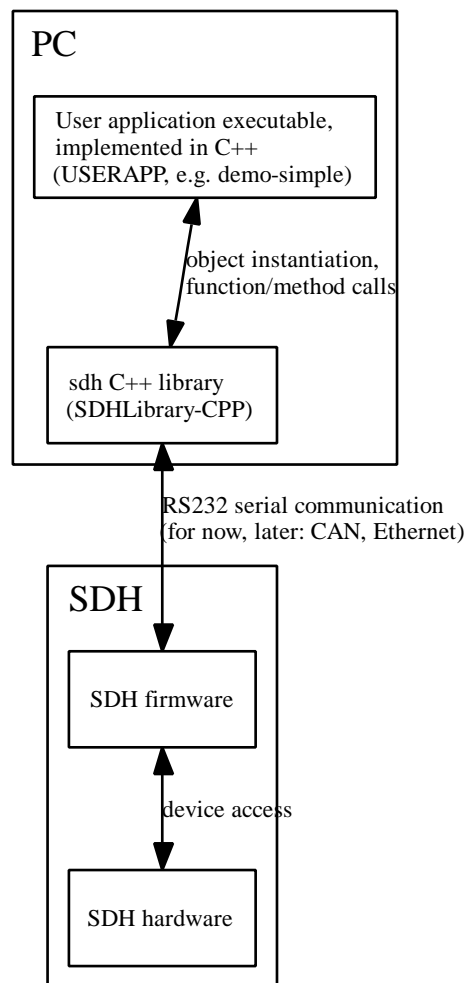 PC
User application executable,
implemented in C++
(USERAPP, e.g. demo-simple)
object instantiation,
function/method calls
sdh C++ library
(SDHLibrary-CPP)
RS232 serial communication
(for now, later: CAN, Ethernet)
SDH
SDH firmware
device access
SDH hardware